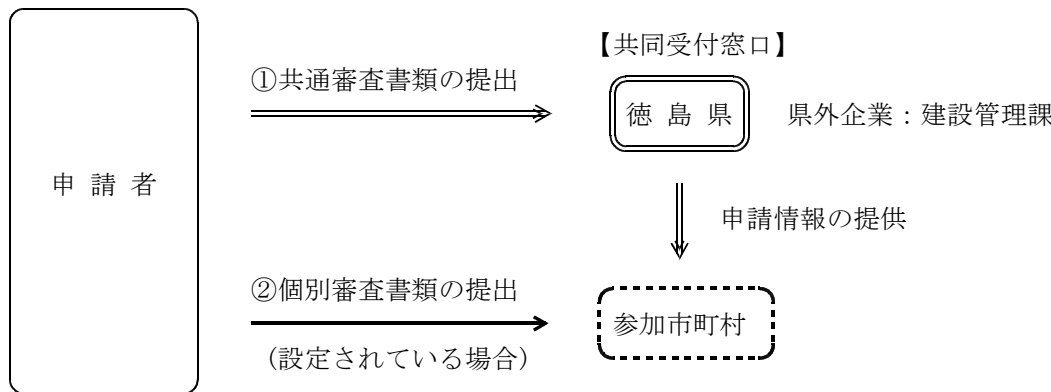 【共同受付窓口】
①共通審査書類の提出
徳 島 県
県外企業：建設管理課
申 請 者
申請情報の提供
②個別審査書類の提出
参加市町村
（設定されている場合）